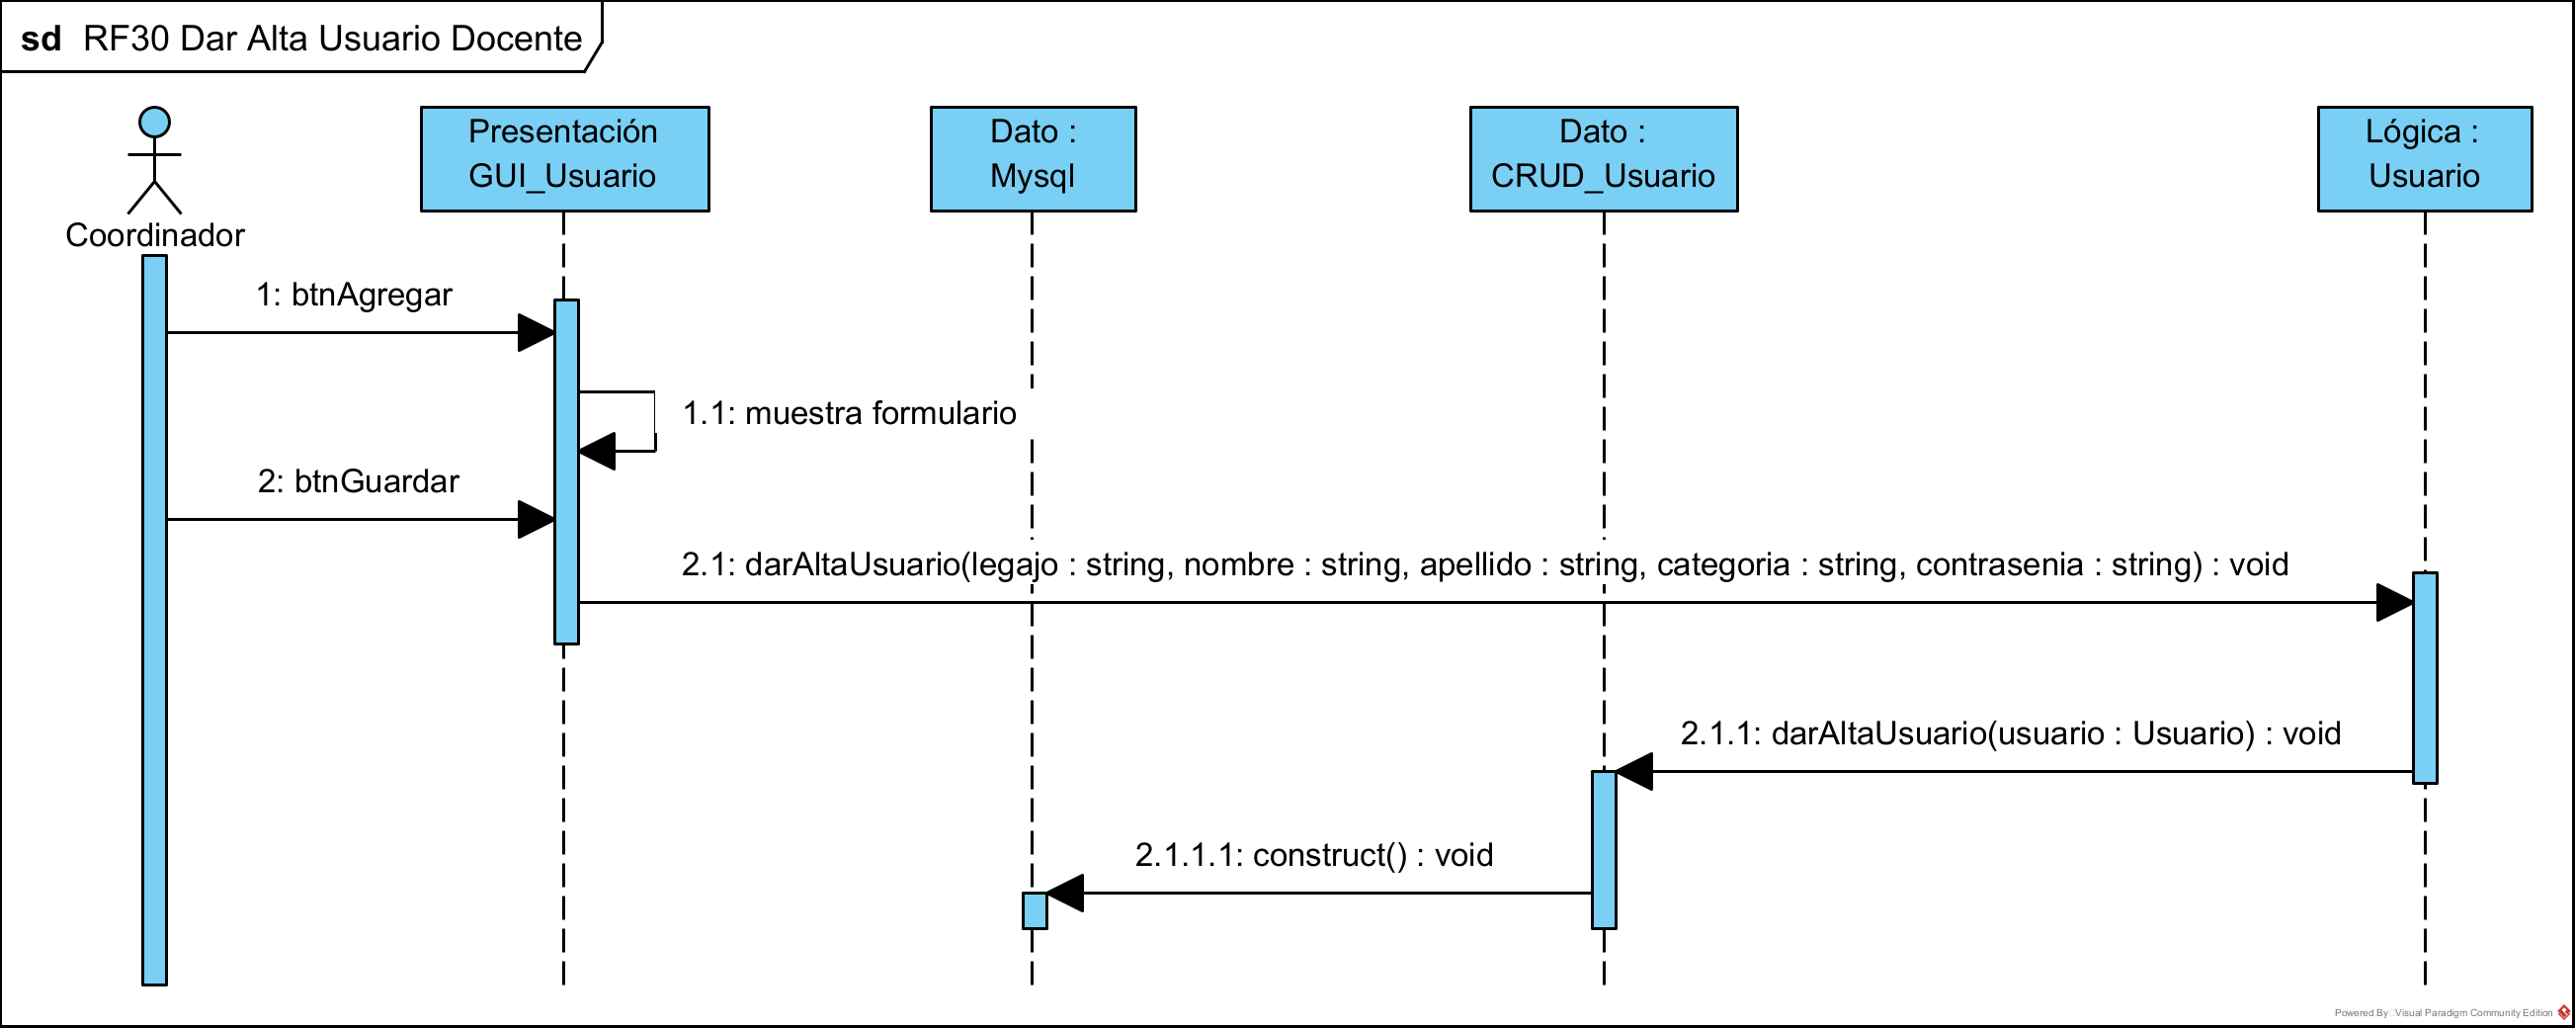 sd RF30 Dar Alta Usuario Docente
Coordinador
Presentación
GUI_Usuario
Dato :
Mysql
Dato :
CRUD_Usuario
Lógica :
Usuario
1: btnAgregar
1.1: muestra formulario
2: btnGuardar
2.1: darAltaUsuario(legajo : string, nombre : string, apellido : string, categoria : string, contrasenia : string) : void
2.1.1: darAltaUsuario(usuario : Usuario) : void
2.1.1.1: construct() : void
Powered By Visual Paradigm Community Edition